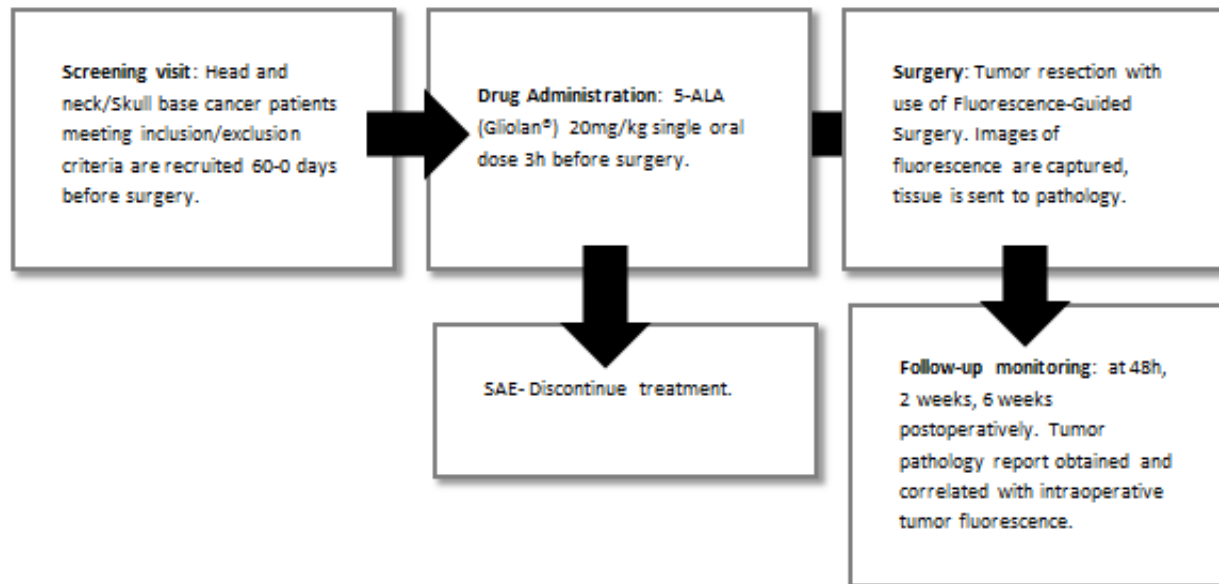 Screening visit: Head and
neck/Skull base cancer patients
meeting inclusion/exclusion
criteria are recruited 60-0 days
before surgery.
Drug Administration: 5-ALA
(Gliolan®) 20mg/kg single oral
dose 3h before surgery.
Surgery: Tumor resection with
use of Fluorescence-Guided
Surgery. Images of
fluorescence are captured,
tissue is sent to pathology.
SAE- Discontinue treatment.
Follow-up monitoring: at 48h,
2 weeks, 6 weeks
postoperatively. Tumor
pathology report obtained and
correlated with intraoperative
tumor fluorescence.